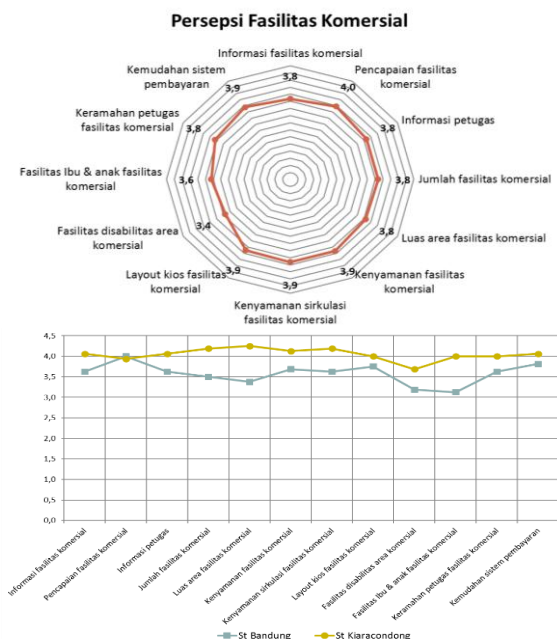 Persepsi Fasilitas Komersial
Informasi fasilitas komersial
3,8
Pencapaian fasilitas
komersial
4,0
Informasi petugas
3,8
Jumlah fasilitas komersial
3,8
Luas area fasilitas komersial
3,8
Kenyamanan fasilitas
komersial
3,9
Kenyamanan sirkulasi
fasilitas komersial
3,9
Layout kios fasilitas
komersial
3,9
Fasilitas disabilitas area
komersial
3,4
Fasilitas Ibu & anak fasilitas
komersial
3,6
Keramahan petugas
fasilitas komersial
3,8
Kemudahan sistem
pembayaran
3,9
4,5
4,0
3,5
3,0
2,5
2,0
1,5
1,0
0,5
0,0
Informasi fasilitas komersial
Pencapaian fasilitas komersial
Informasi petugas
Jumlah fasilitas komersial
Luas area fasilitas komersial
Kenyamanan fasilitas komersial
Kenyamanan sirkulasi fasilitas komersial
Layout kios fasilitas komersial
Fasilitas disabilitas area komersial
Fasilitas Ibu & anak fasilitas komersial
Keramahan petugas fasilitas komersial
Kemudahan sistem pembayaran
St Bandung
St Kiaracondong